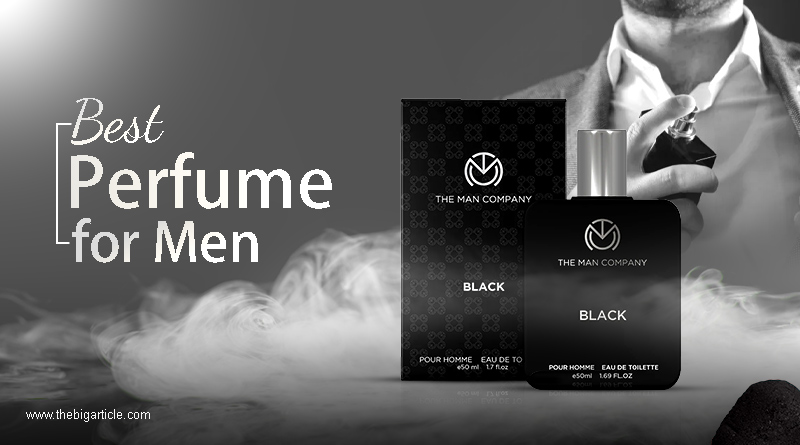 Best
Perfume
for Men
THE MAN COMPANY
BLACK
POUR HOMME EAU DE TO
e50 ml 1.7 fl.oz
THE MAN COMPANY
BLACK
POUR HOMME EAU DE TOILETTE
e50ml 1.69 FL.OZ
www.thebigarticle.com